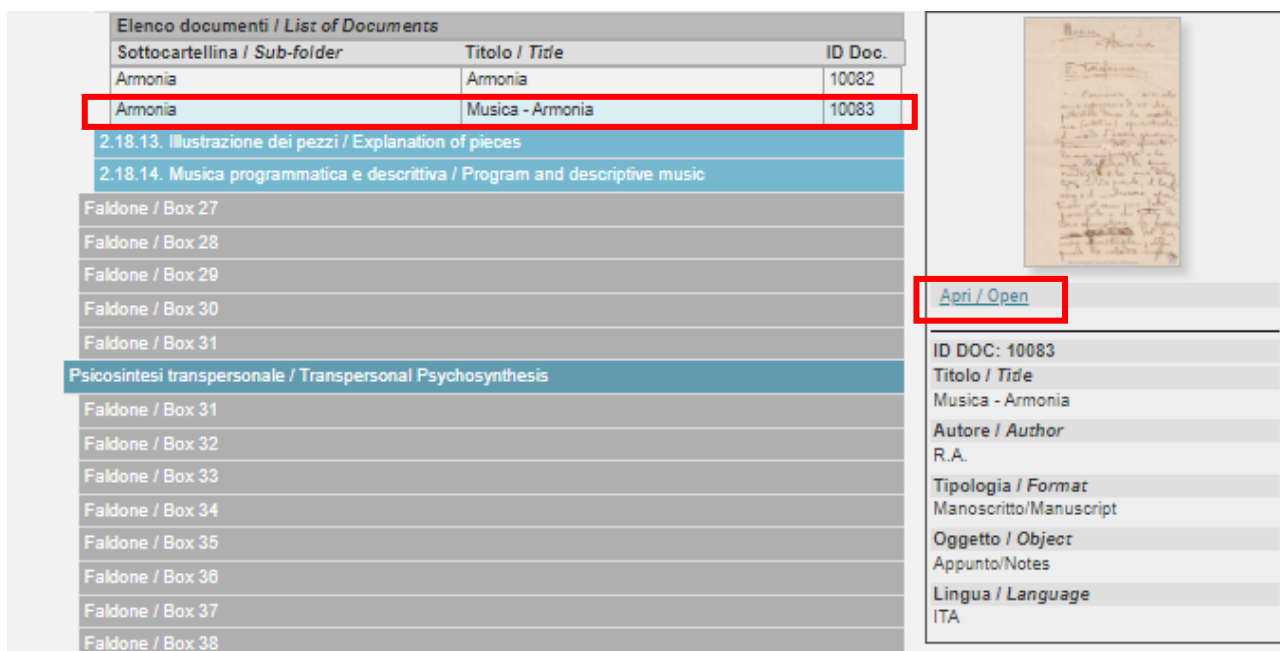 Elenco documenti / List of Documents
Sottocartellina / Sub-folder Titolo / Title ID Doc.
Armonia Armonia 10082
Armonia Musica - Armonia 10083
2.18.13. Illustrazione dei pezzi / Explanation of pieces
2.18.14. Musica programmatica e descrittiva / Program and descriptive music
Faldone / Box 27
Faldone / Box 28
Faldone / Box 29
Faldone / Box 30
Faldone / Box 31
Psicosintesi transpersonale / Transpersonal Psychosynthesis
Faldone / Box 31
Faldone / Box 32
Faldone / Box 33
Faldone / Box 34
Faldone / Box 35
Faldone / Box 36
Faldone / Box 37
Faldone / Box 38
Musica
Armonia
Apri / Open
ID DOC: 10083
Titolo / Title
Musica - Armonia
Autore / Author
R.A.
Tipologia / Format
Manoscritto/Manuscript
Oggetto / Object
Appunto/Notes
Lingua / Language
ITA